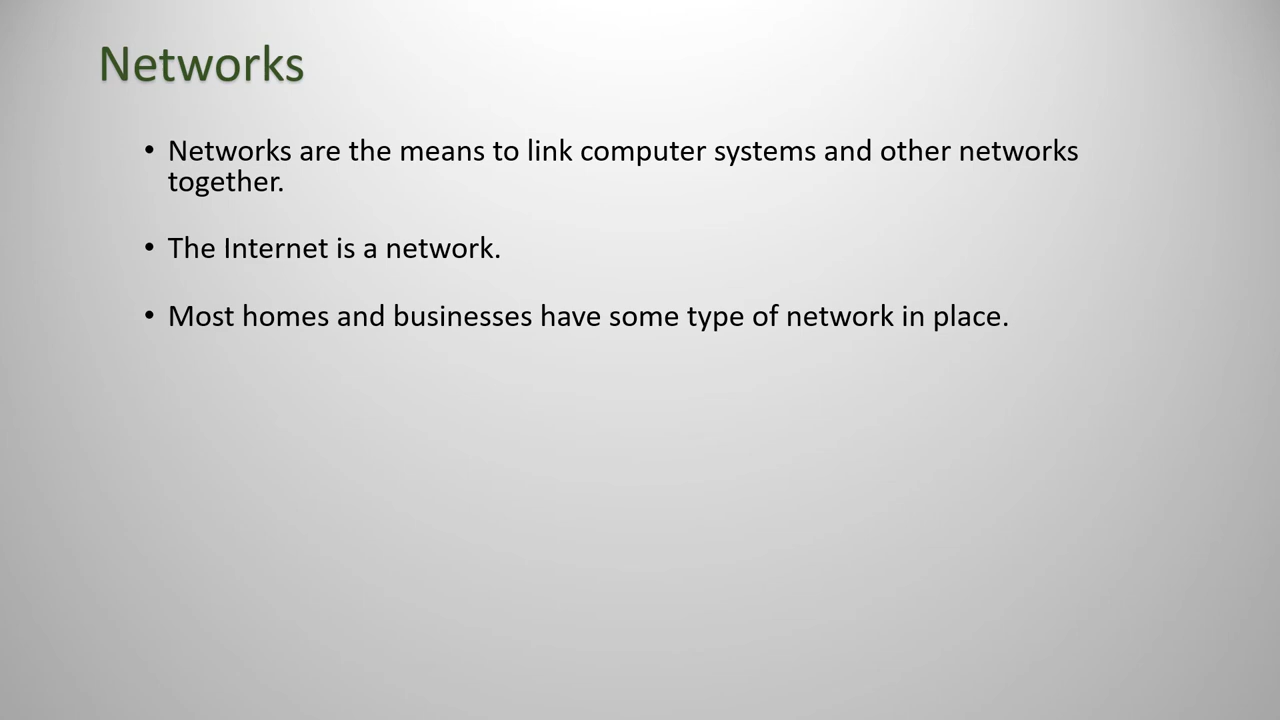 Networks
• Networks are the means to link computer systems and other networks
together.
• The Internet is a network.
• Most homes and businesses have some type of network in place.